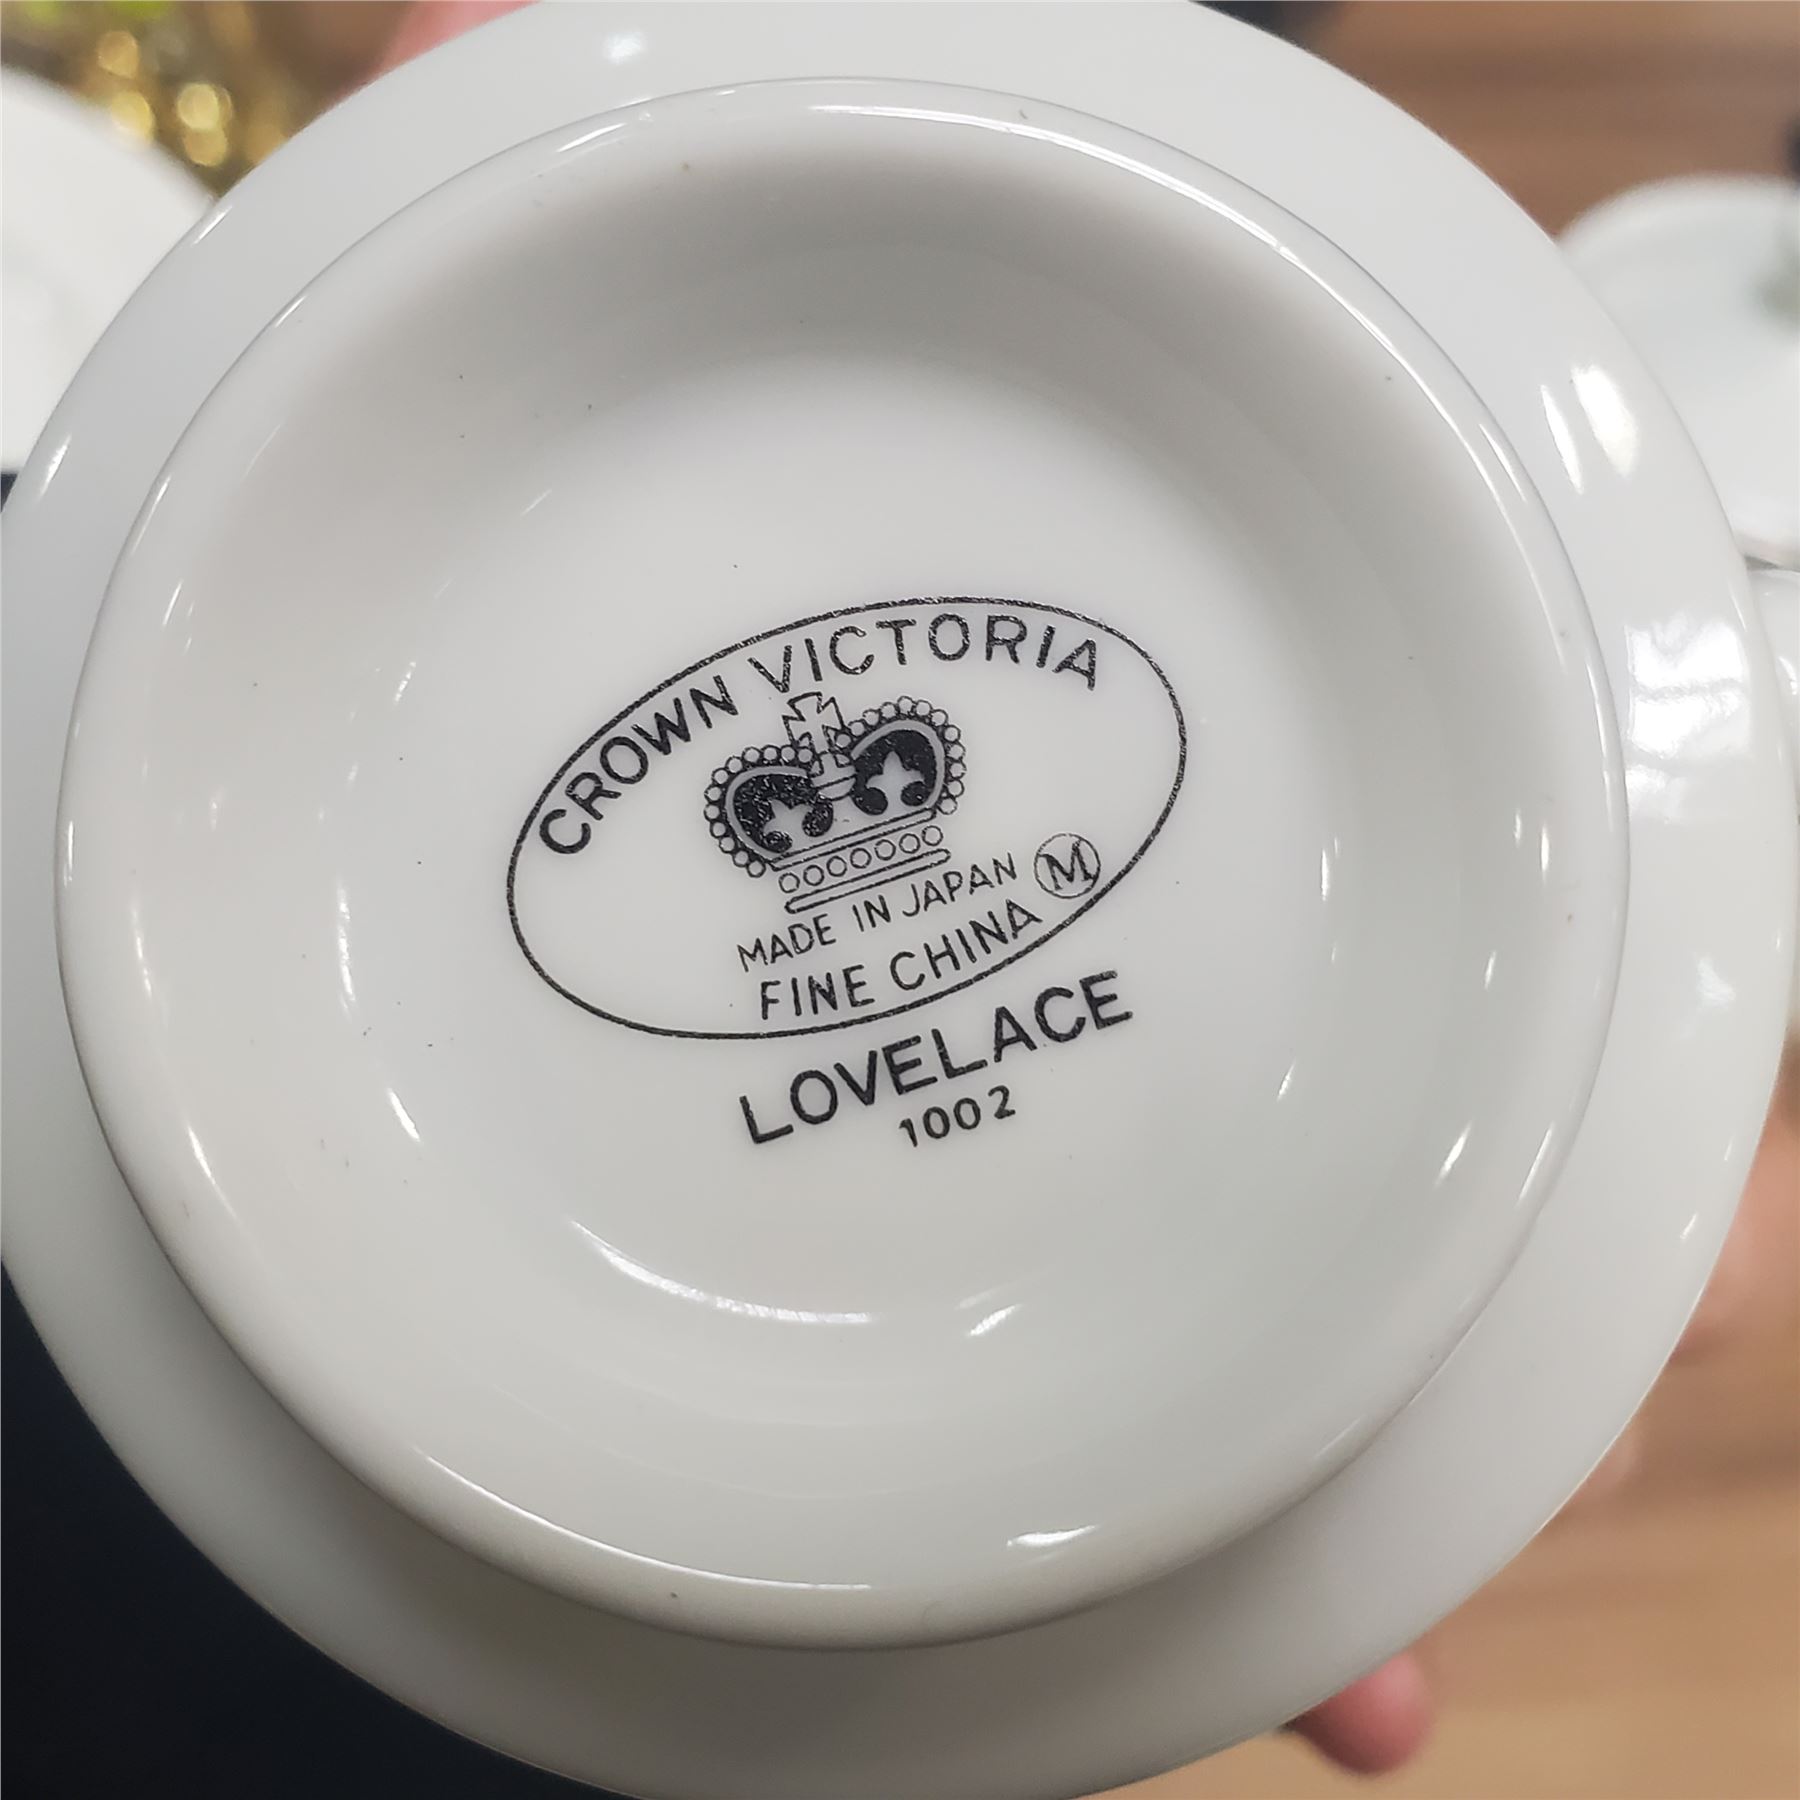 CROWN VICTORIA
MADE IN JAPAN M
FINE CHINA
LOVELACE
1002